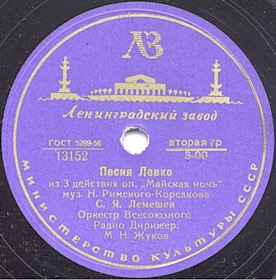 ЛЗ
Ленинградский завод
ГОСТ 5289-56
вторая гр
13152
3-00
Песня Левко
из 3 действия оп. „Майская ночь"
муз. Н. Римского-Корсакова
С. Я. Лемешев
Оркестр Всесоюзного
Радио Дирижер:
М. Н. Жуков
МИНИСТЕРСТВО КУЛЬТУРЫ СССР